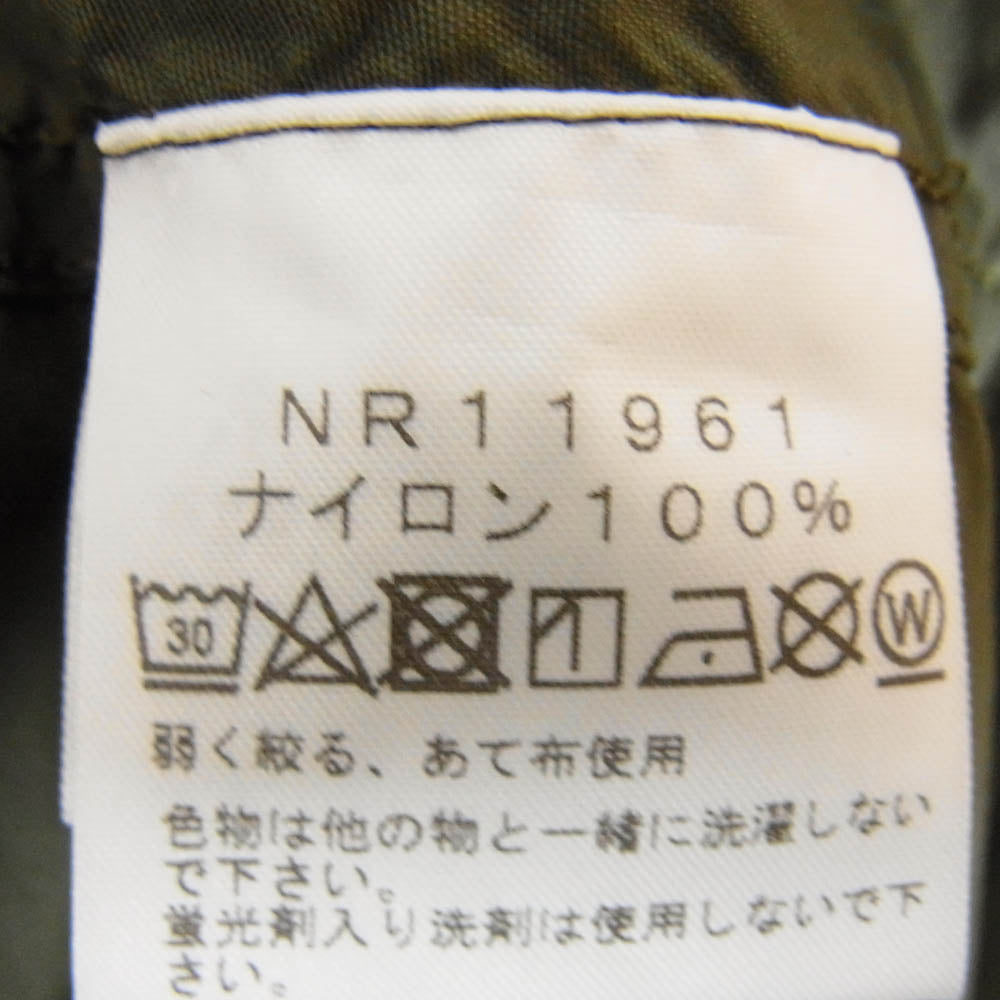 NR11961
ナイロン100%
30 W
弱く絞る、あて布使用
色物は他の物と一緒に洗濯しない
で下さい。
蛍光剤入り洗剤は使用しないで下
さい。